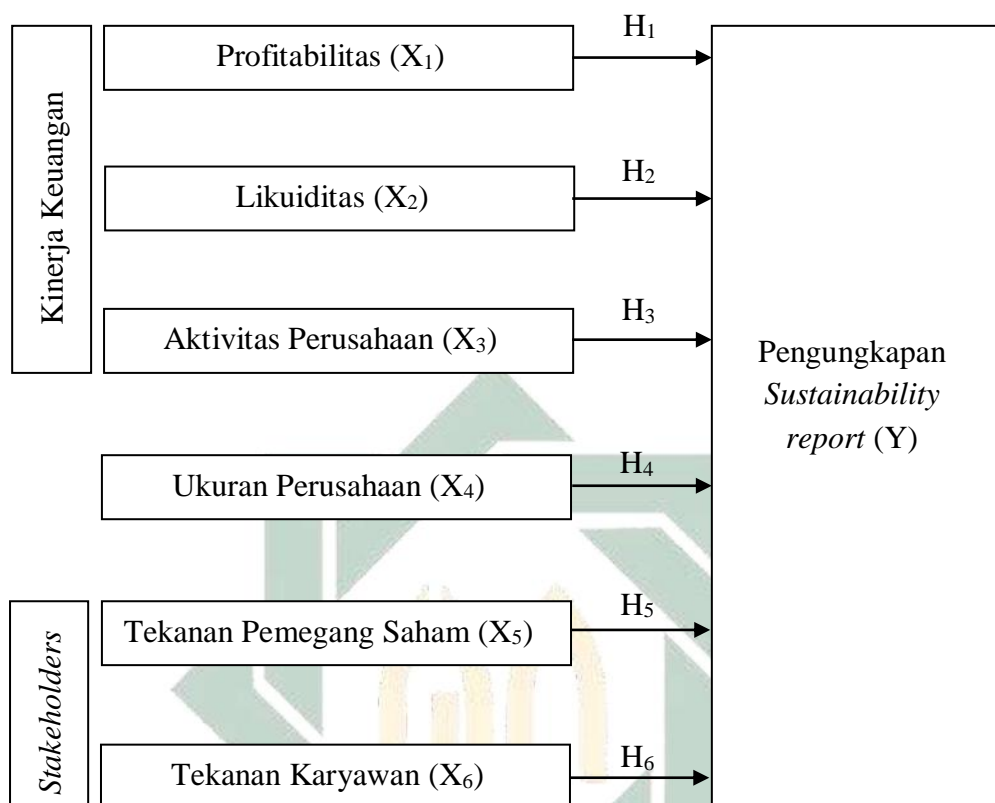 Kinerja Keuangan
Profitabilitas (X₁)
H₁
Likuiditas (X₂)
H₂
Aktivitas Perusahaan (X₃)
H₃
Pengungkapan
Sustainability
report (Y)
Ukuran Perusahaan (X₄)
H₄
Stakeholders
Tekanan Pemegang Saham (X₅)
H₅
Tekanan Karyawan (X₆)
H₆